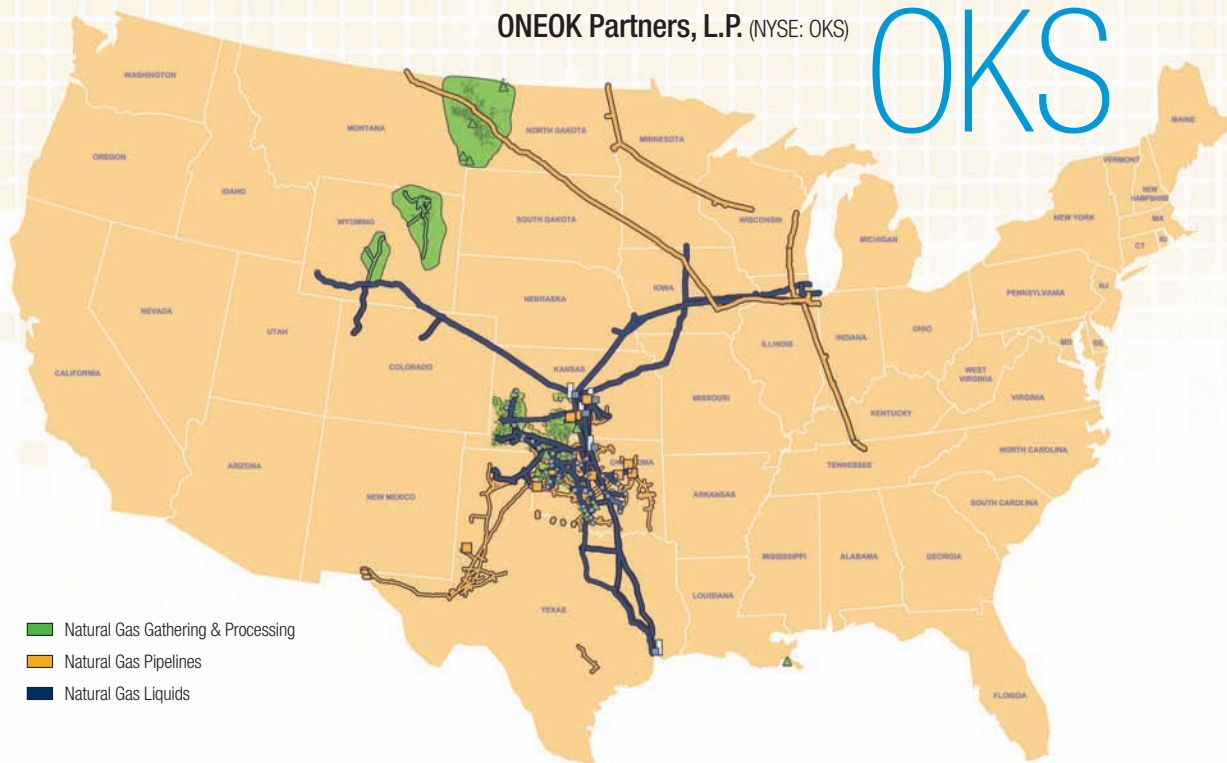 ONEOK Partners, L.P. (NYSE: OKS)
OKS
WASHINGTON
MONTANA
NORTH DAKOTA
MINNESOTA
MAINE
OREGON
IDAHO
WYOMING
SOUTH DAKOTA
WISCONSIN
MICHIGAN
VERMONT
NEW
HAMPSHIRE
NEW YORK
MA
CT
RI
NEVADA
UTAH
COLORADO
NEBRASKA
IOWA
ILLINOIS
INDIANA
OHIO
PENNSYLVANIA
NJ
MD
DE
CALIFORNIA
KANSAS
MISSOURI
WEST
VIRGINIA
VIRGINIA
KENTUCKY
ARIZONA
NEW MEXICO
ARKANSAS
TENNESSEE
NORTH CAROLINA
SOUTH CAROLINA
TEXAS
LOUISIANA
MISSISSIPPI
ALABAMA
GEORGIA
FLORIDA
Natural Gas Gathering & Processing
Natural Gas Pipelines
Natural Gas Liquids